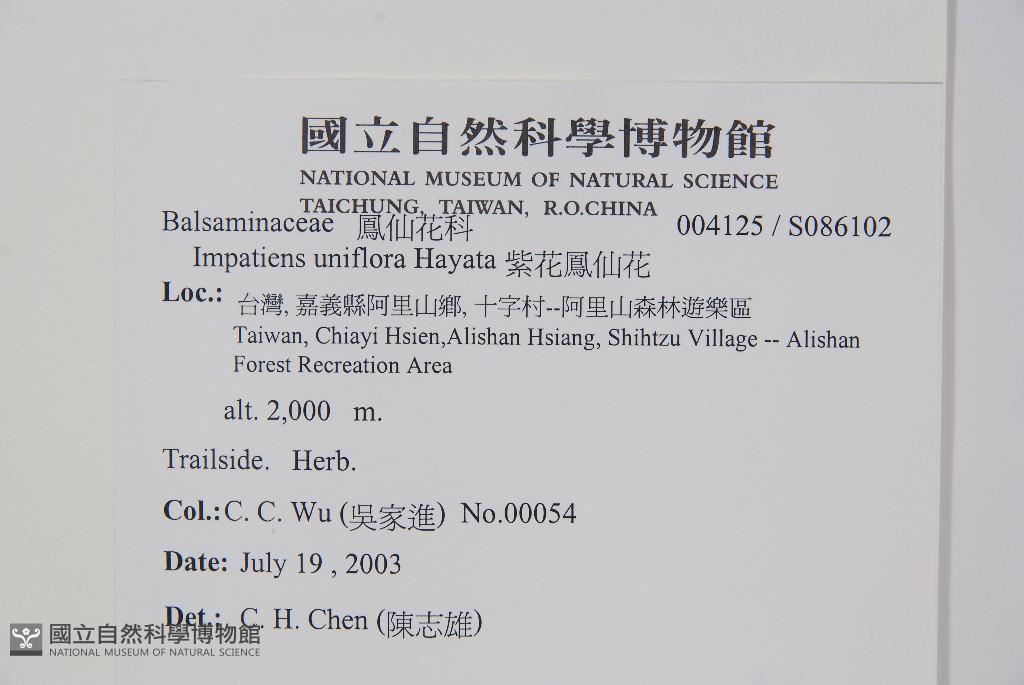 國立自然科學博物館
NATIONAL MUSEUM OF NATURAL SCIENCE
TAICHUNG, TAIWAN, R.O.CHINA
Balsaminaceae 鳳仙花科 004125 / S086102
Impatiens uniflora Hayata 紫花鳳仙花
Loc.: 台灣, 嘉義縣阿里山鄉, 十字村--阿里山森林遊樂區
Taiwan, Chiayi Hsien,Alishan Hsiang, Shihtzu Village -- Alishan
Forest Recreation Area
alt. 2,000 m.
Trailside. Herb.
Col.: C. C. Wu (吳家進) No.00054
Date: July 19 , 2003
Det.: C. H. Chen (陳志雄)
國立自然科學博物館
NATIONAL MUSEUM OF NATURAL SCIENCE